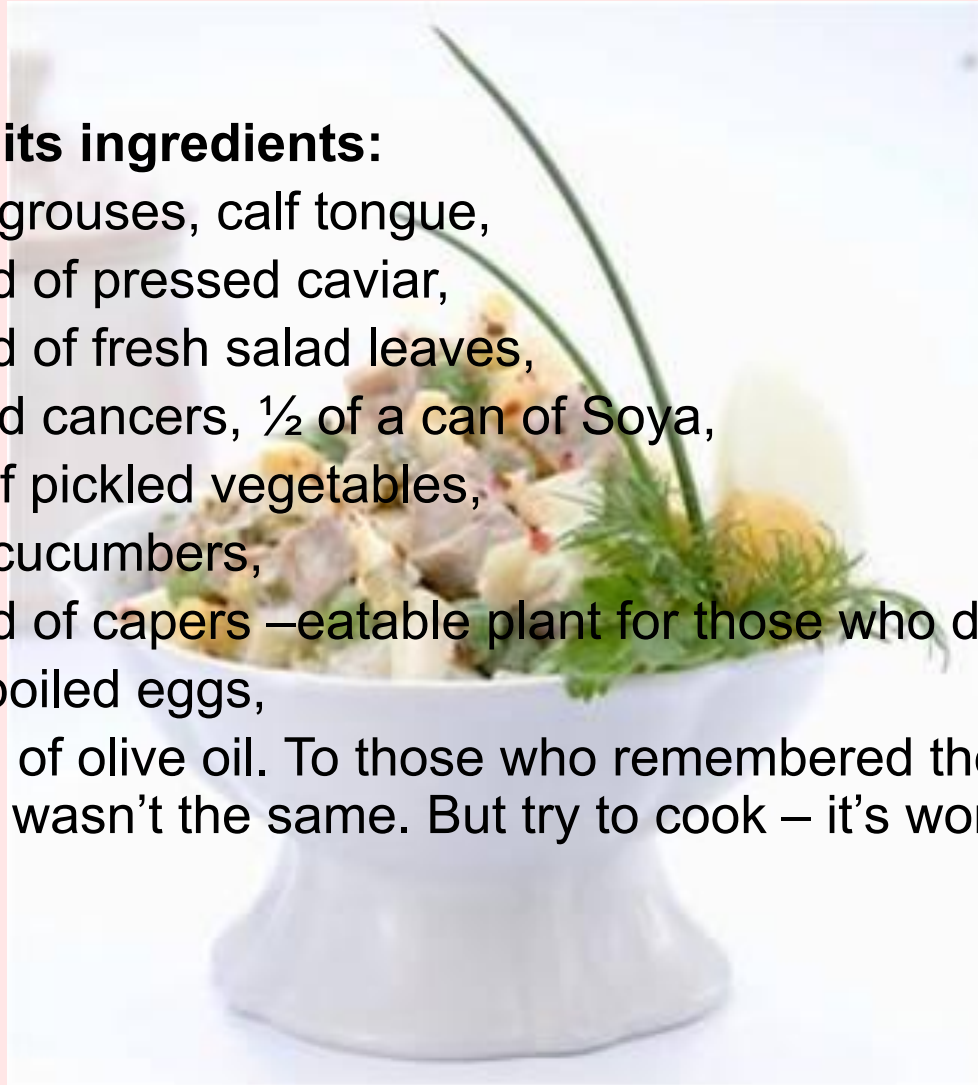 its ingredients:
grouses, calf tongue,
d of pressed caviar,
d of fresh salad leaves,
d cancers, ½ of a can of Soya,
f pickled vegetables,
cucumbers,
d of capers –eatable plant for those who d
boiled eggs,
of olive oil. To those who remembered the
wasn’t the same. But try to cook – it’s wor